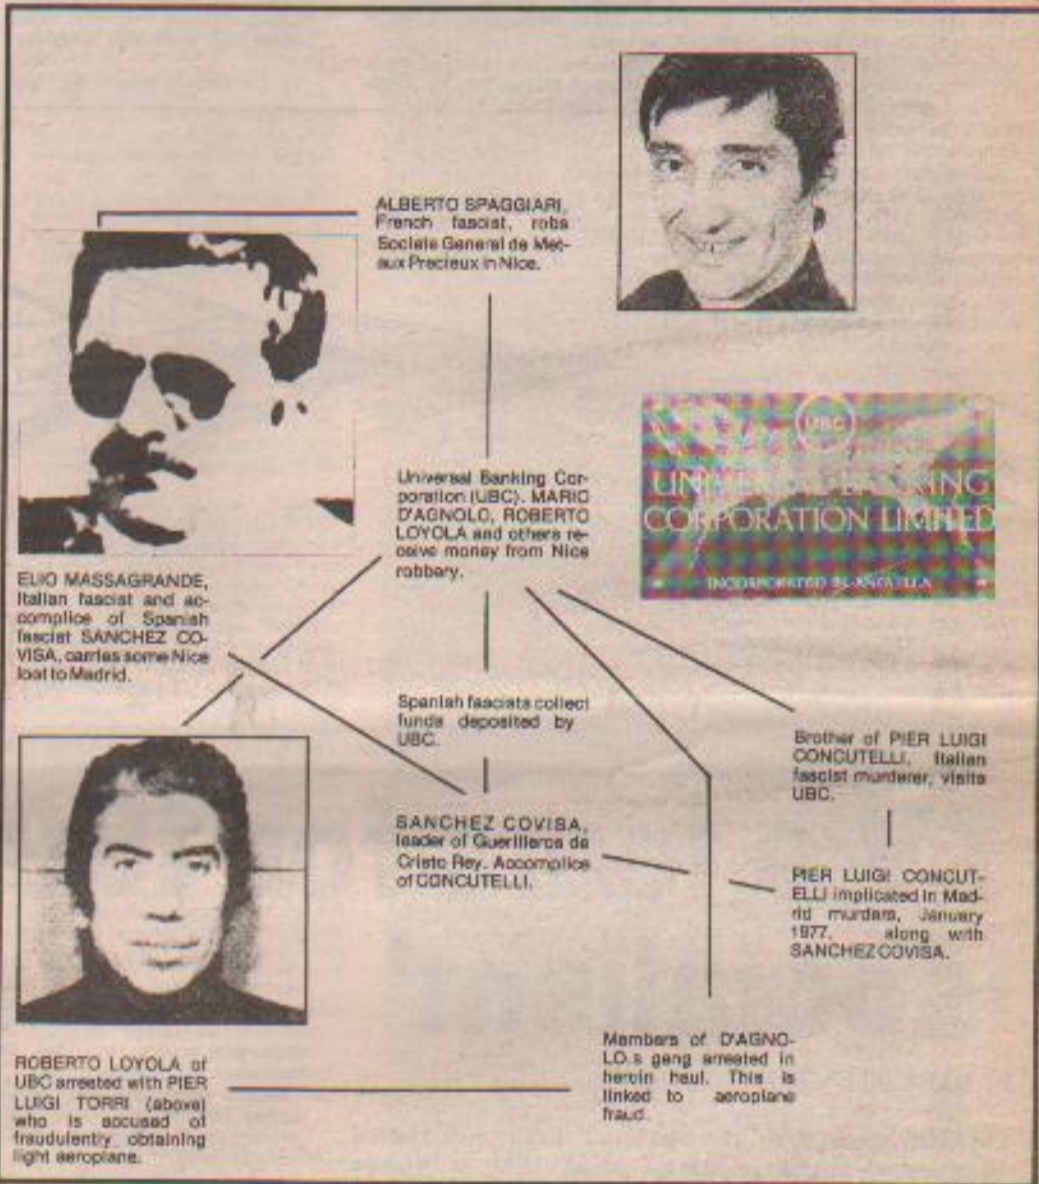 ALBERTO SPAGGIARI,
French fascist, robs
Societe General de Met-
aux Precieux in Nice.
UBC
UNIVERSAL BANKING
CORPORATION LIMITED
INCORPORATED IN ANGUILLA
Universal Banking Cor-
poration (UBC). MARIO
D'AGNOLO, ROBERTO
LOYOLA and others re-
ceive money from Nice
robbery.
ELIO MASSAGRANDE,
Italian fascist and ac-
complice of Spanish
fascist SANCHEZ CO-
VISA, carries some Nice
loot to Madrid.
Spanish fascists collect
funds deposited by
UBC.
Brother of PIER LUIGI
CONCUTELLI, Italian
fascist murderer, visits
UBC.
SANCHEZ COVISA,
leader of Guerilleros de
Cristo Rey. Accomplice
of CONCUTELLI.
PIER LUIGI CONCUT-
ELLI implicated in Mad-
rid murders, January
1977, along with
SANCHEZ COVISA.
ROBERTO LOYOLA of
UBC arrested with PIER
LUIGI TORRI (above)
who is accused of
fraudulently obtaining
light aeroplane.
Members of D'AGNO-
LO.s gang arrested in
heroin haul. This is
linked to aeroplane
fraud.